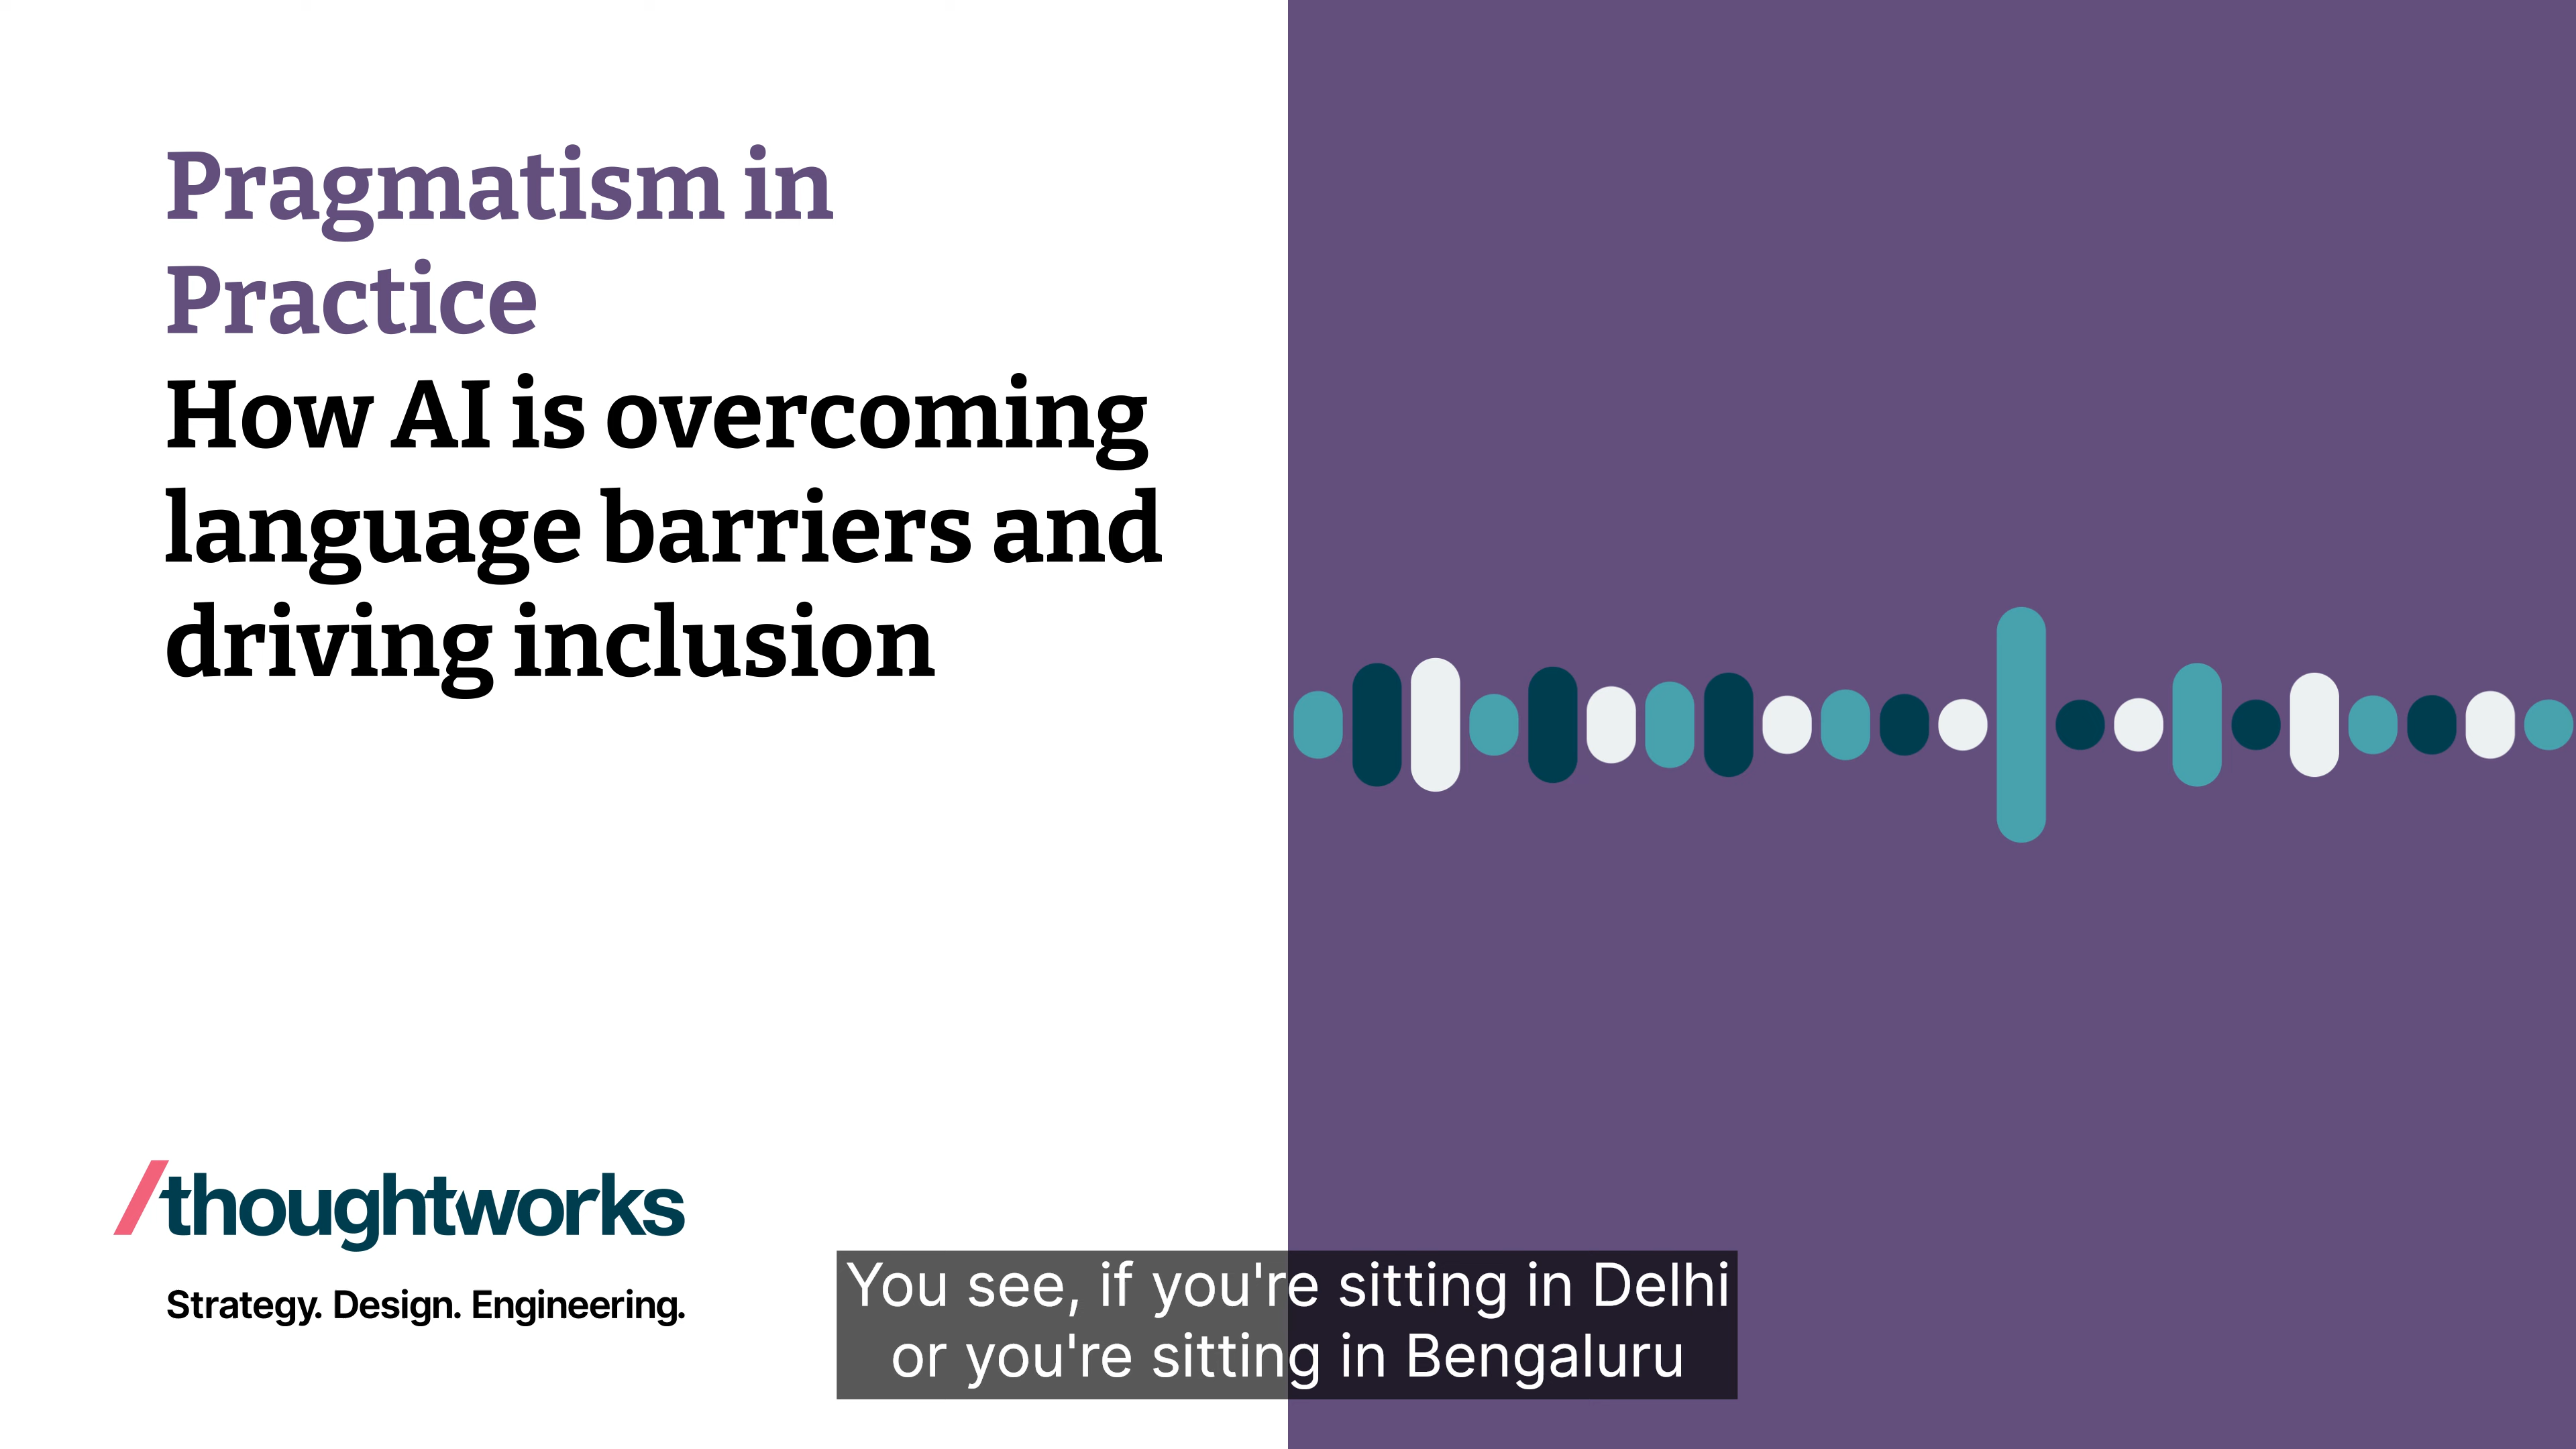 Pragmatism in
Practice
How AI is overcoming
language barriers and
driving inclusion
/thoughtworks
Strategy. Design. Engineering.
You see, if you're sitting in Delhi
or you're sitting in Bengaluru